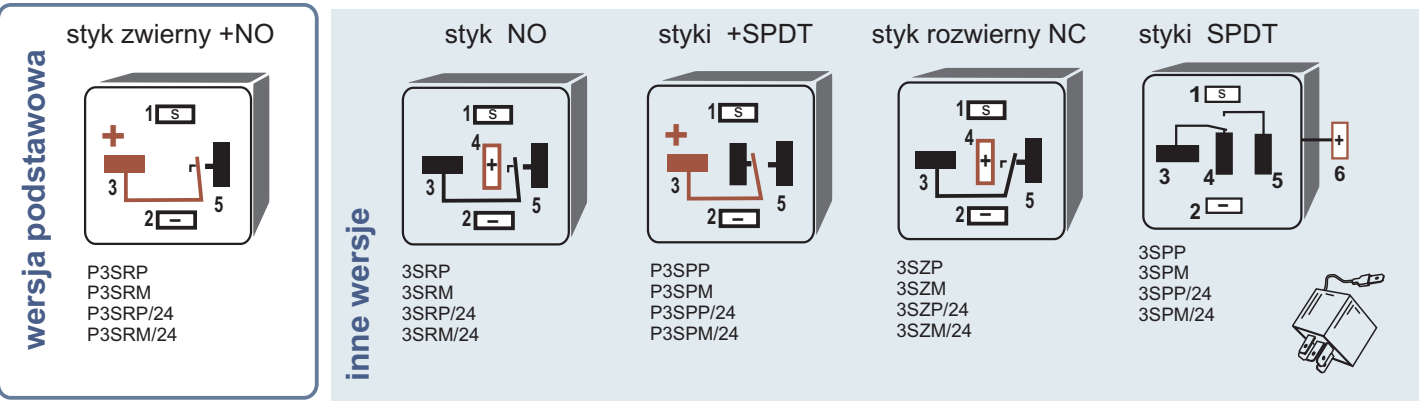 wersja podstawowa
styk zwierny +NO
1 S
+
3
5
2 −
P3SRP
P3SRM
P3SRP/24
P3SRM/24
inne wersje
styk NO
1 S
4
+
3
5
2 −
3SRP
3SRM
3SRP/24
3SRM/24
styki +SPDT
1 S
+
3
5
2 −
P3SPP
P3SPM
P3SPP/24
P3SPM/24
styk rozwierny NC
1 S
4
+
3
5
2 −
3SZP
3SZM
3SZP/24
3SZM/24
styki SPDT
1 S
+
3 4 5 6
2 −
3SPP
3SPM
3SPP/24
3SPM/24